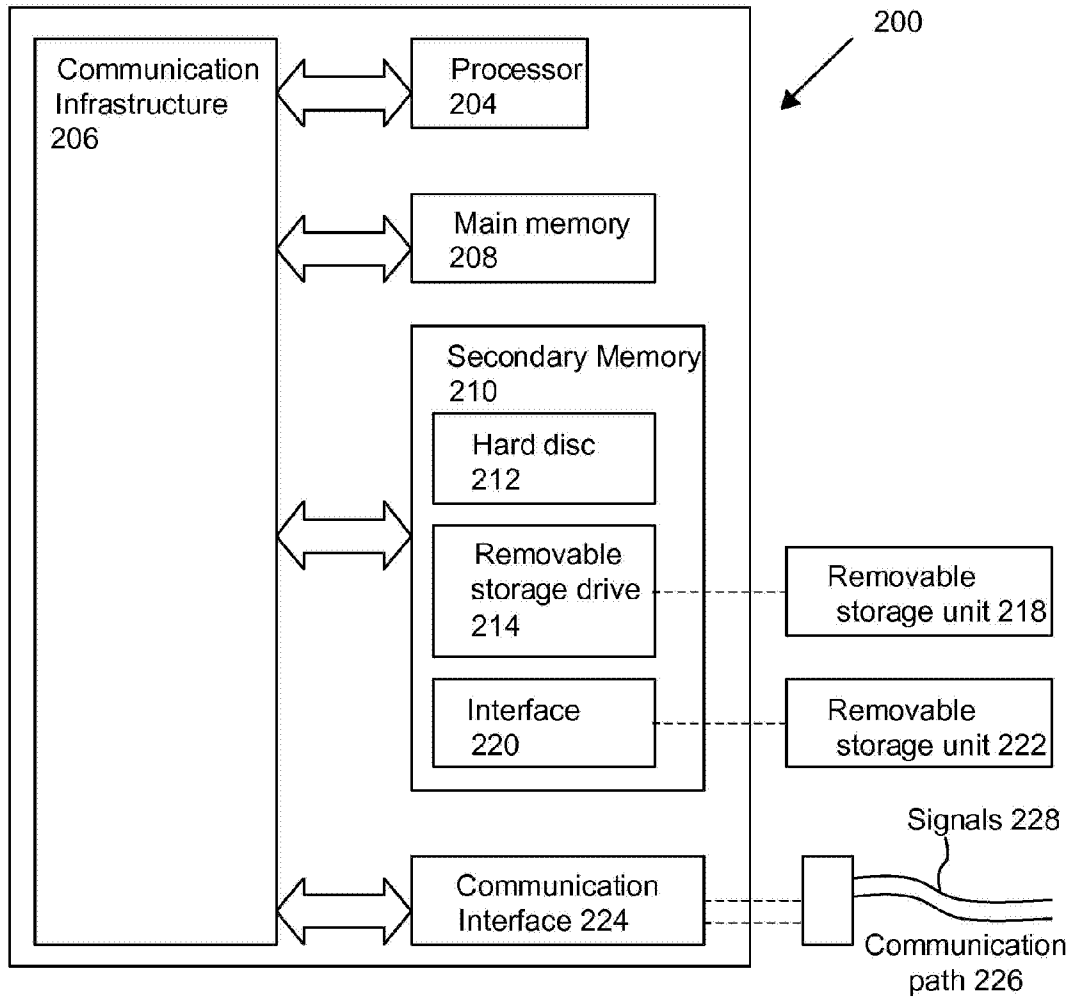 200
Communication
Infrastructure
206
Processor
204
Main memory
208
Secondary Memory
210
Hard disc
212
Removable
storage drive
214
Removable
storage unit 218
Interface
220
Removable
storage unit 222
Signals 228
Communication
Interface 224
Communication
path 226